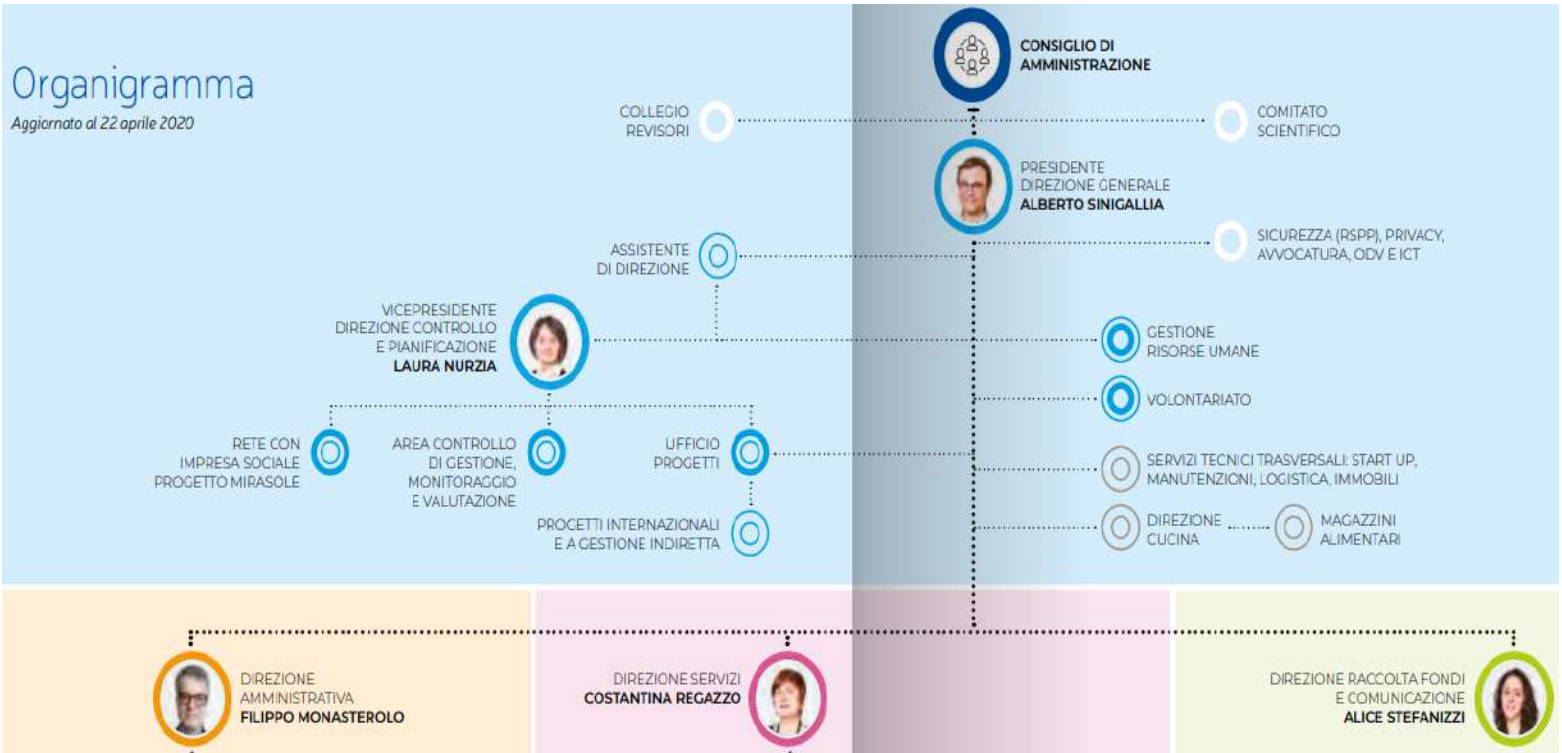 Organigramma
Aggiornato al 22 aprile 2020
CONSIGLIO DI
AMMINISTRAZIONE
COLLEGIO
REVISORI
COMITATO
SCIENTIFICO
PRESIDENTE
DIREZIONE GENERALE
ALBERTO SINIGALLIA
ASSISTENTE
DI DIREZIONE
SICUREZZA (RSPP), PRIVACY,
AVVOCATURA, ODV E ICT
VICEPRESIDENTE
DIREZIONE CONTROLLO
E PIANIFICAZIONE
LAURA NURZIA
GESTIONE
RISORSE UMANE
VOLONTARIATO
RETE CON
IMPRESA SOCIALE
PROGETTO MIRASOLE
AREA CONTROLLO
DI GESTIONE,
MONITORAGGIO
E VALUTAZIONE
UFFICIO
PROGETTI
SERVIZI TECNICI TRASVERSALI: START UP,
MANUTENZIONI, LOGISTICA, IMMOBILI
PROGETTI INTERNAZIONALI
E A GESTIONE INDIRETTA
DIREZIONE
CUCINA
MAGAZZINI
ALIMENTARI
DIREZIONE
AMMINISTRATIVA
FILIPPO MONASTEROLO
DIREZIONE SERVIZI
COSTANTINA REGAZZO
DIREZIONE RACCOLTA FONDI
E COMUNICAZIONE
ALICE STEFANIZZI